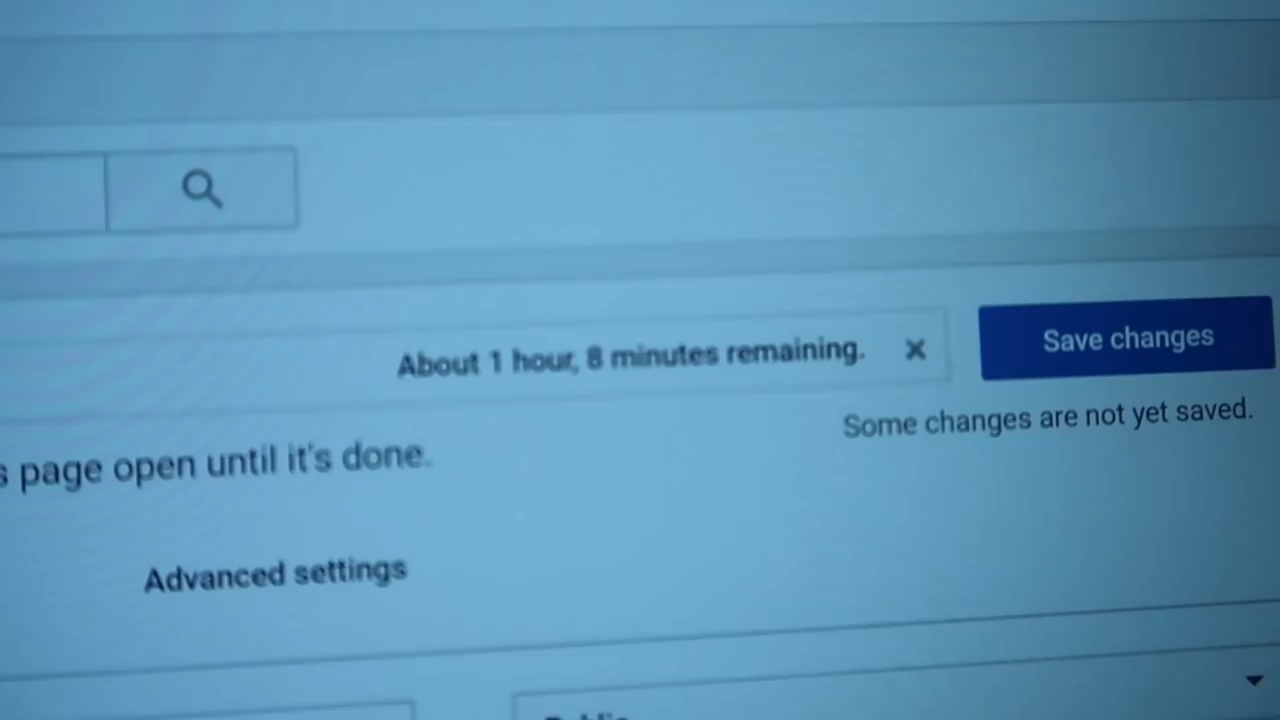 About 1 hour, 8 minutes remaining.
Save changes
Some changes are not yet saved.
s page open until it's done.
Advanced settings